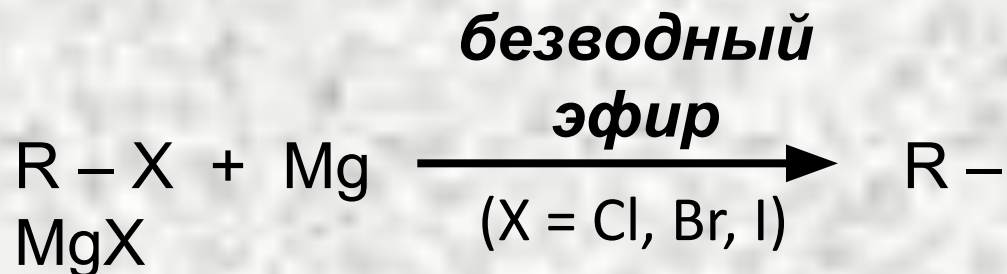 безводный
эфир
R – X + Mg R –
MgX
(X = Cl, Br, I)